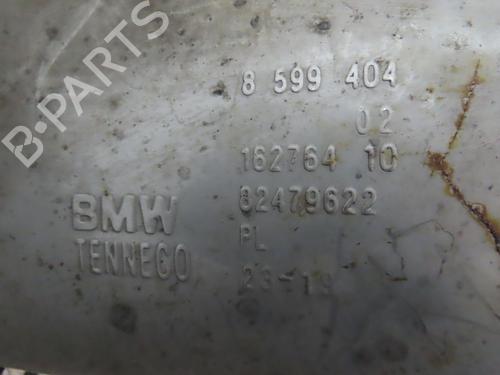 B-PARTS
8 599 404
02
162764 10
82479622
BMW
PL
TENNECO
23-19